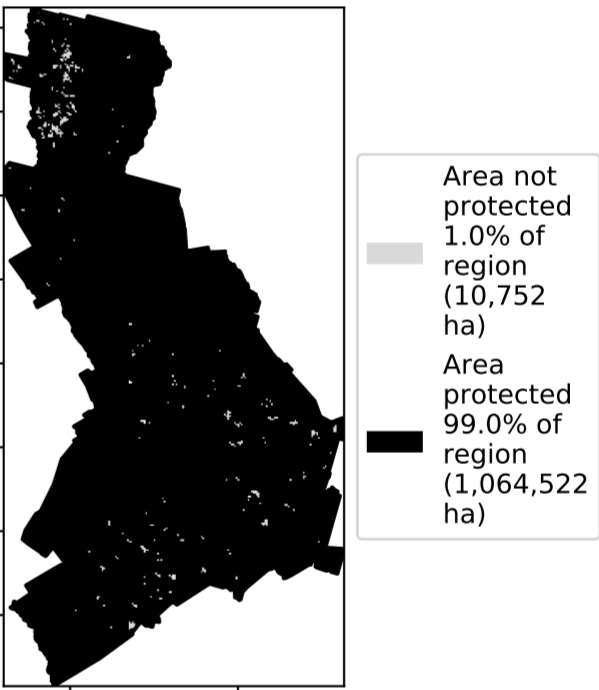 Area not
protected
1.0% of
region
(10,752
ha)
Area
protected
99.0% of
region
(1,064,522
ha)